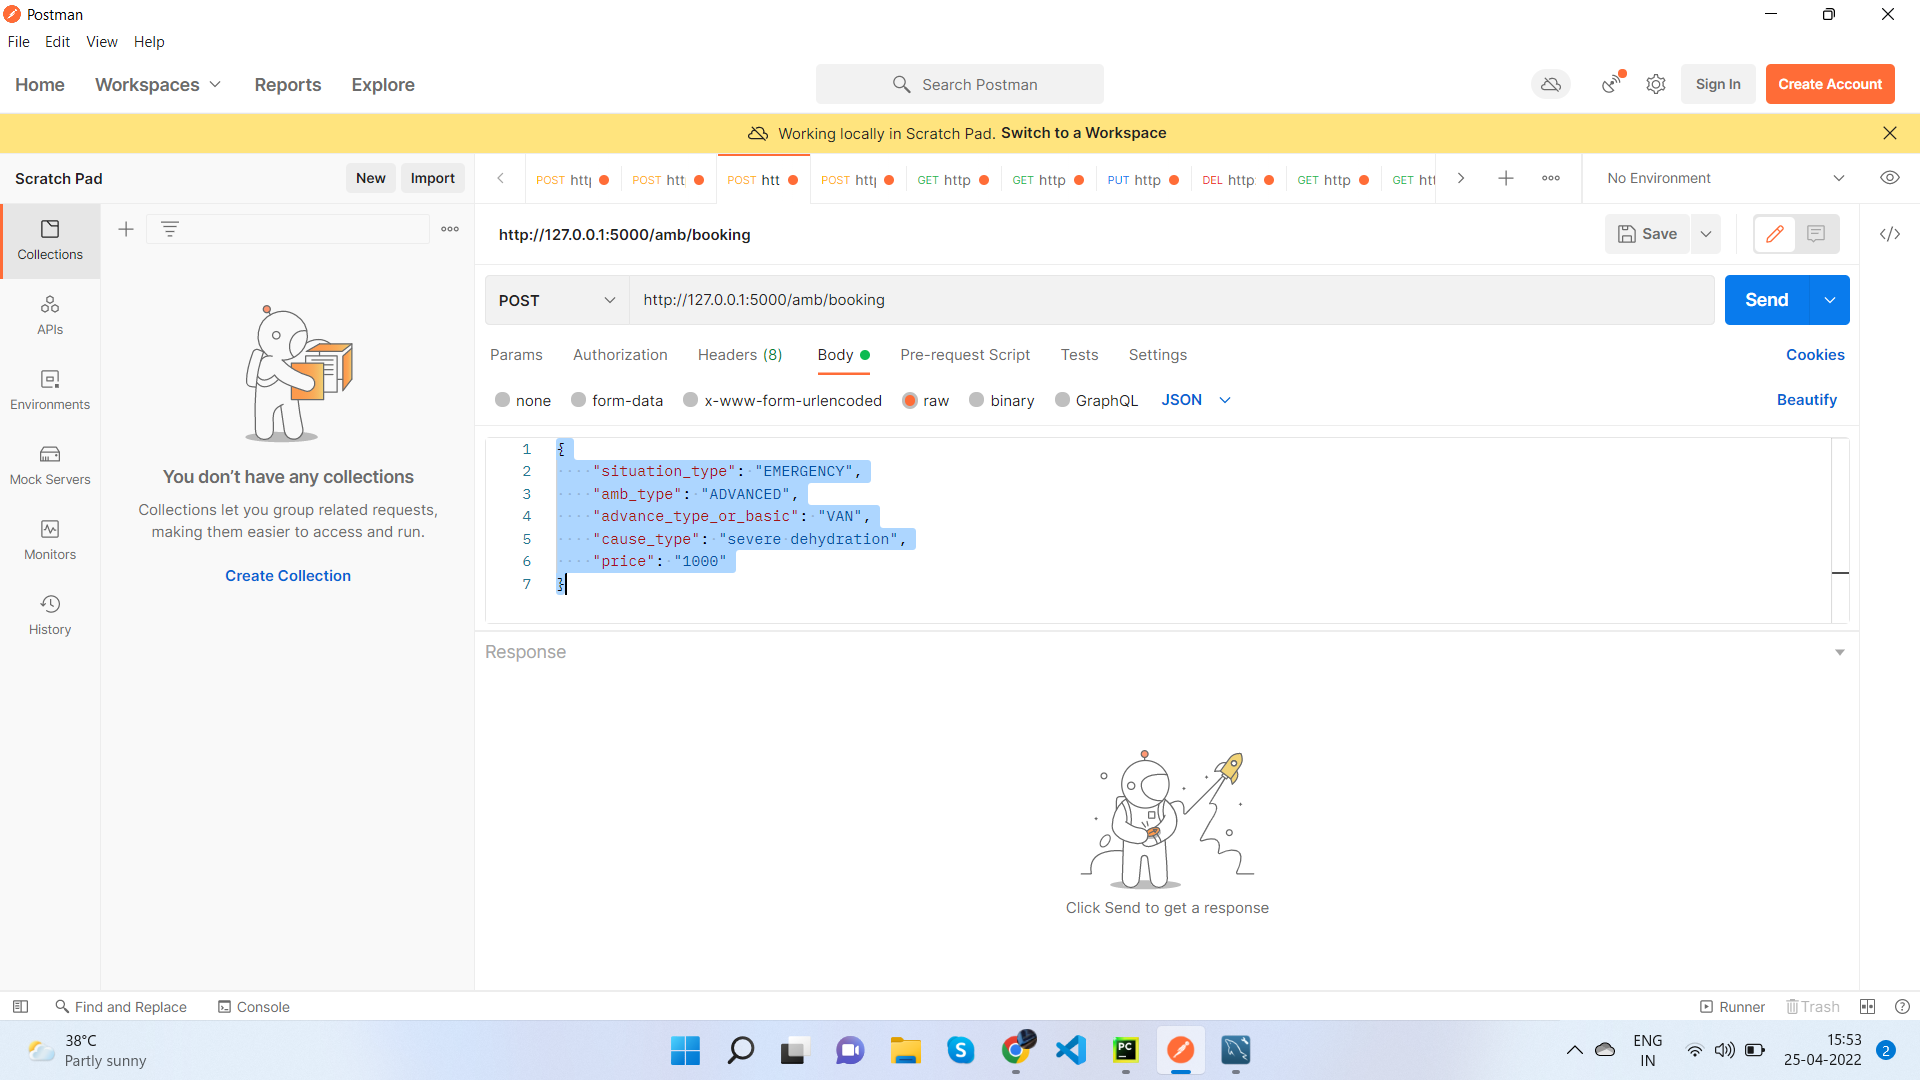 Postman
File Edit View Help
Home Workspaces Reports Explore
Search Postman
Sign In
Create Account
Working locally in Scratch Pad. Switch to a Workspace
Scratch Pad
New
Import
POST
POST
POST
POST
GET http
GET http
PUT http
DEL http
GET http
GET
No Environment
Collections
APIs
Environments
Mock Servers
Monitors
History
You don’t have any collections
Collections let you group related requests,
making them easier to access and run.
Create Collection
http://127.0.0.1:5000/amb/booking
Save
POST
http://127.0.0.1:5000/amb/booking
Send
Params Authorization Headers (8) Body Pre-request Script Tests Settings
Cookies
none form-data x-www-form-urlencoded raw binary GraphQL JSON
Beautify
1 {
2 "situation_type": "EMERGENCY",
3 "amb_type": "ADVANCED",
4 "advance_type_or_basic": "VAN",
5 "cause_type": "severe dehydration",
6 "price": "1000"
7 }
Response
Click Send to get a response
Find and Replace Console
Runner Trash
38°C
Partly sunny
PC
ENG
IN
15:53
25-04-2022
2